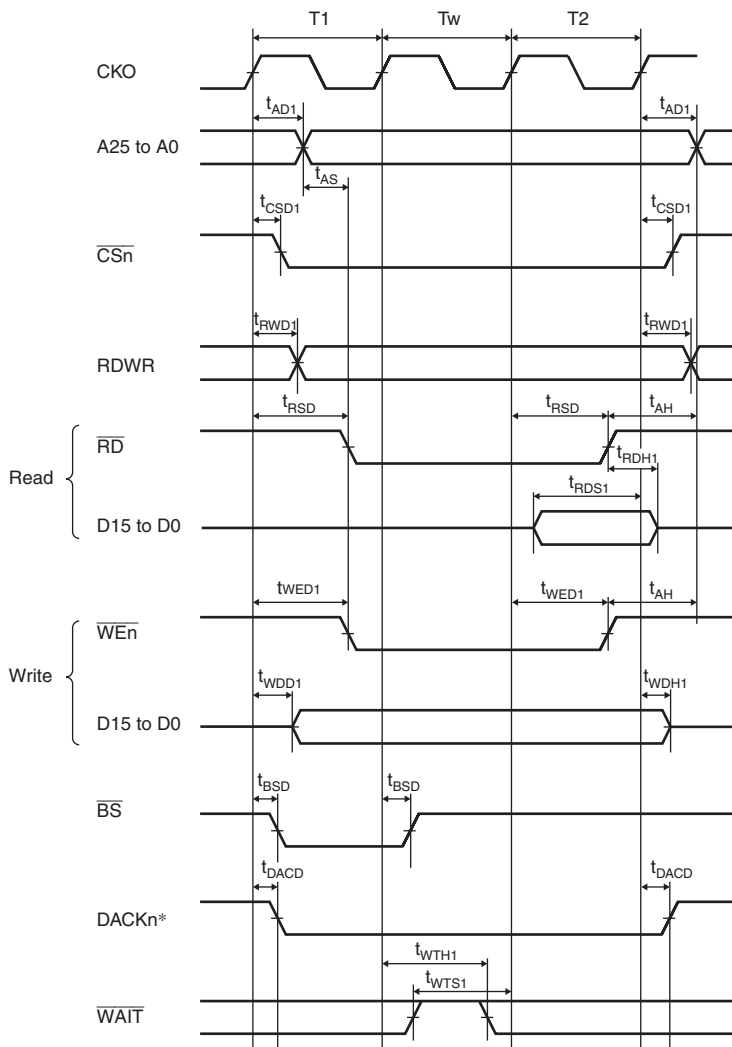 T1 Tw T2
CKO
tAD1 tAD1
A25 to A0
tAS
tCSD1 tCSD1
CSn
tRWD1 tRWD1
RDWR
tRSD tRSD tAH
RD
tRDH1
Read
tRDS1
D15 to D0
tWED1 tWED1 tAH
WEn
Write
tWDD1 tWDH1
D15 to D0
tBSD tBSD
BS
tDACD tDACD
DACKn*
tWTH1
tWTS1
WAIT